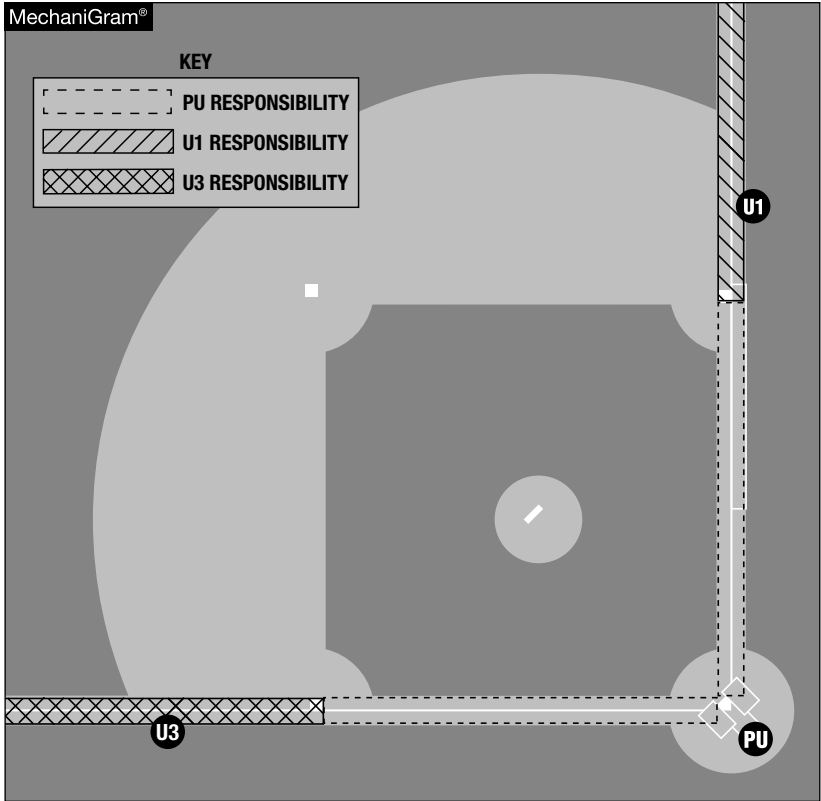 MechaniGram®
KEY
PU RESPONSIBILITY
U1 RESPONSIBILITY
U3 RESPONSIBILITY
U1
U3
PU